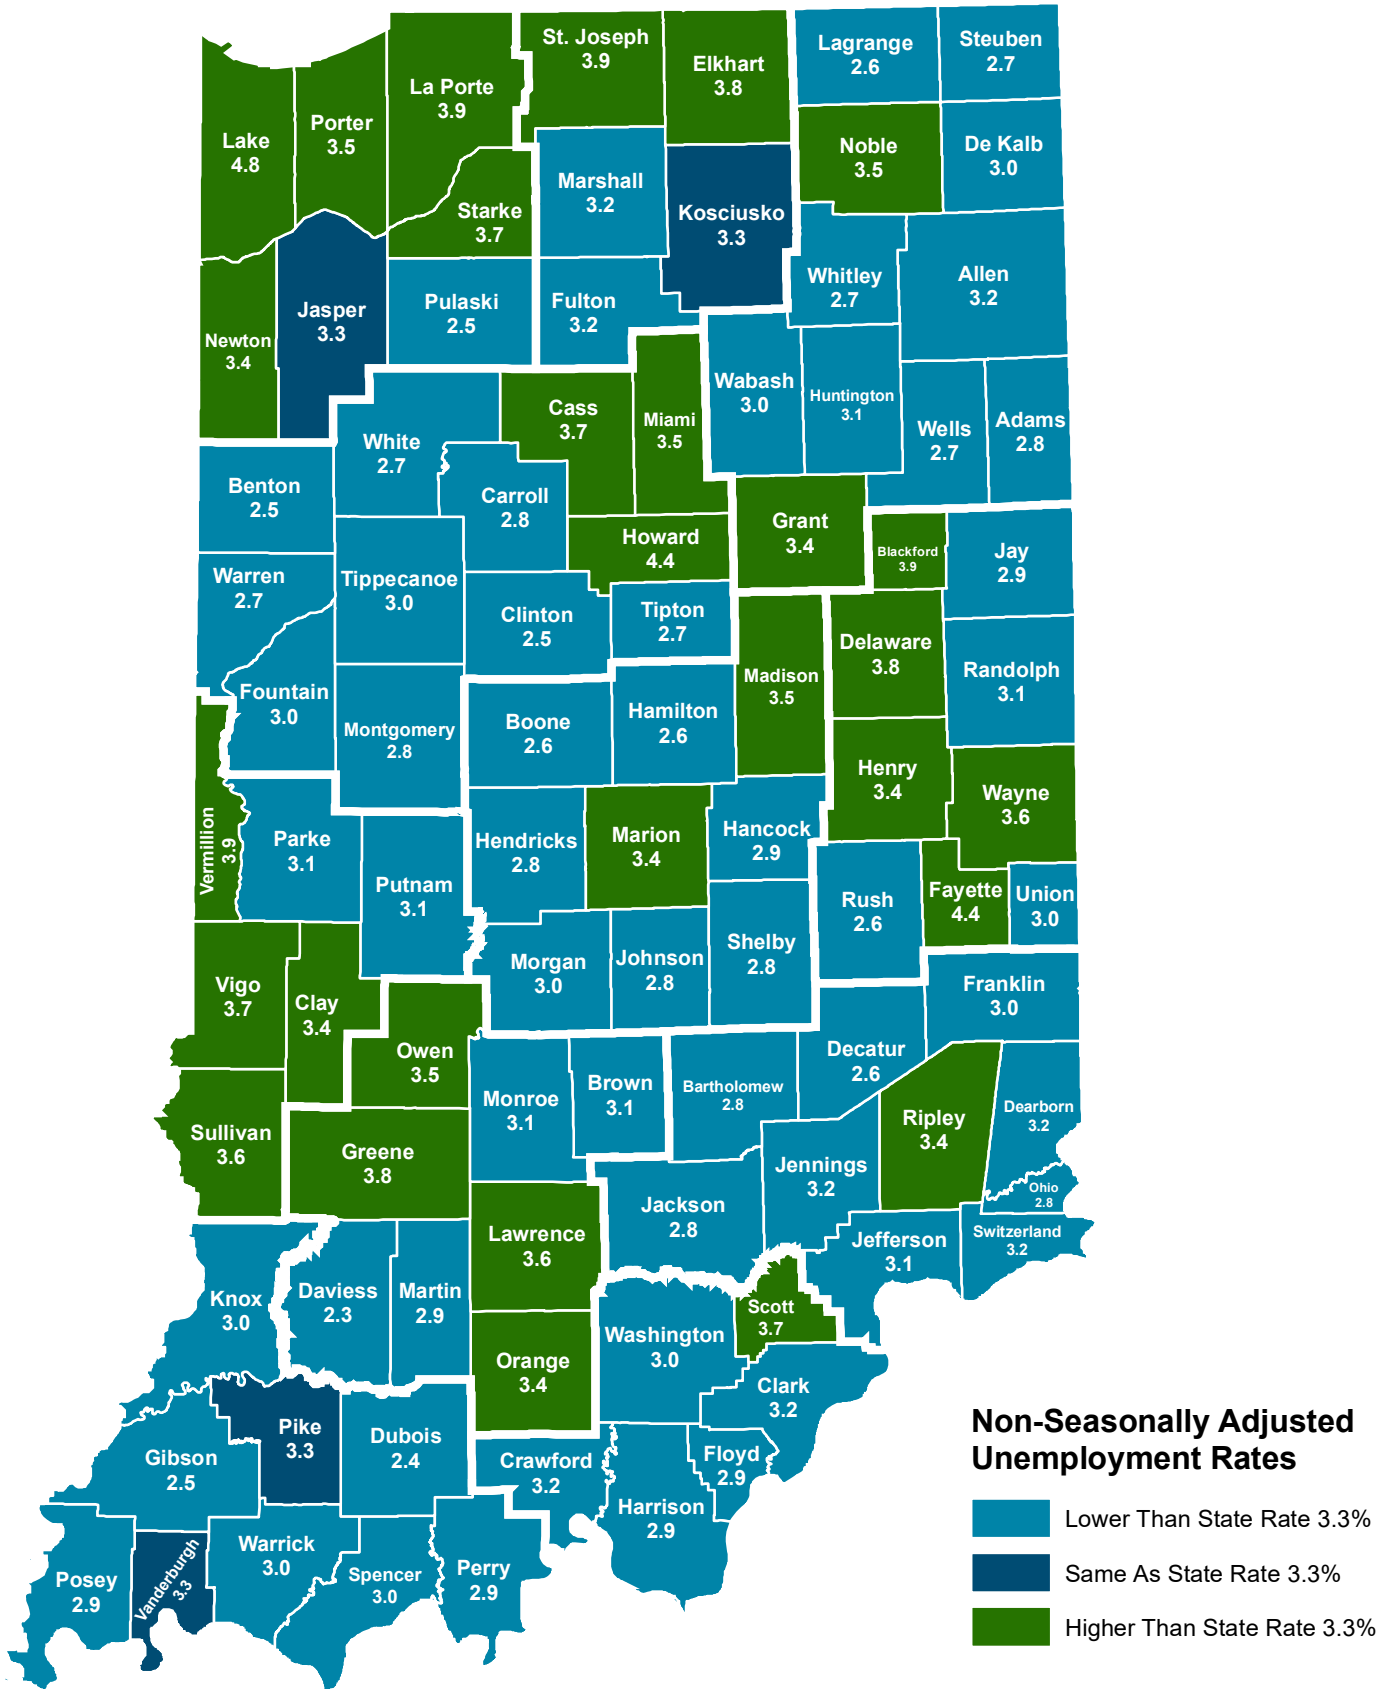 St. Joseph
3.9
Elkhart
3.8
Lagrange
2.6
Steuben
2.7
La Porte
3.9
Porter
3.5
Lake
4.8
Noble
3.5
De Kalb
3.0
Marshall
3.2
Kosciusko
3.3
Starke
3.7
Whitley
2.7
Allen
3.2
Jasper
3.3
Pulaski
2.5
Fulton
3.2
Newton
3.4
Wabash
3.0
Huntington
3.1
Wells
2.7
Adams
2.8
Cass
3.7
Miami
3.5
White
2.7
Benton
2.5
Carroll
2.8
Grant
3.4
Howard
4.4
Blackford
3.9
Jay
2.9
Warren
2.7
Tippecanoe
3.0
Clinton
2.5
Tipton
2.7
Delaware
3.8
Randolph
3.1
Madison
3.5
Fountain
3.0
Montgomery
2.8
Boone
2.6
Hamilton
2.6
Henry
3.4
Wayne
3.6
Vermillion
3.9
Parke
3.1
Putnam
3.1
Hendricks
2.8
Marion
3.4
Hancock
2.9
Rush
2.6
Fayette
4.4
Union
3.0
Shelby
2.8
Morgan
3.0
Johnson
2.8
Vigo
3.7
Clay
3.4
Franklin
3.0
Owen
3.5
Decatur
2.6
Monroe
3.1
Brown
3.1
Bartholomew
2.8
Ripley
3.4
Dearborn
3.2
Sullivan
3.6
Greene
3.8
Jennings
3.2
Ohio
2.8
Jackson
2.8
Lawrence
3.6
Jefferson
3.1
Switzerland
3.2
Knox
3.0
Daviess
2.3
Martin
2.9
Scott
3.7
Washington
3.0
Orange
3.4
Clark
3.2
Pike
3.3
Dubois
2.4
Gibson
2.5
Crawford
3.2
Floyd
2.9
Harrison
2.9
Warrick
3.0
Spencer
3.0
Perry
2.9
Posey
2.9
Vanderburgh
3.3
Non-Seasonally Adjusted
Unemployment Rates
Lower Than State Rate 3.3%
Same As State Rate 3.3%
Higher Than State Rate 3.3%